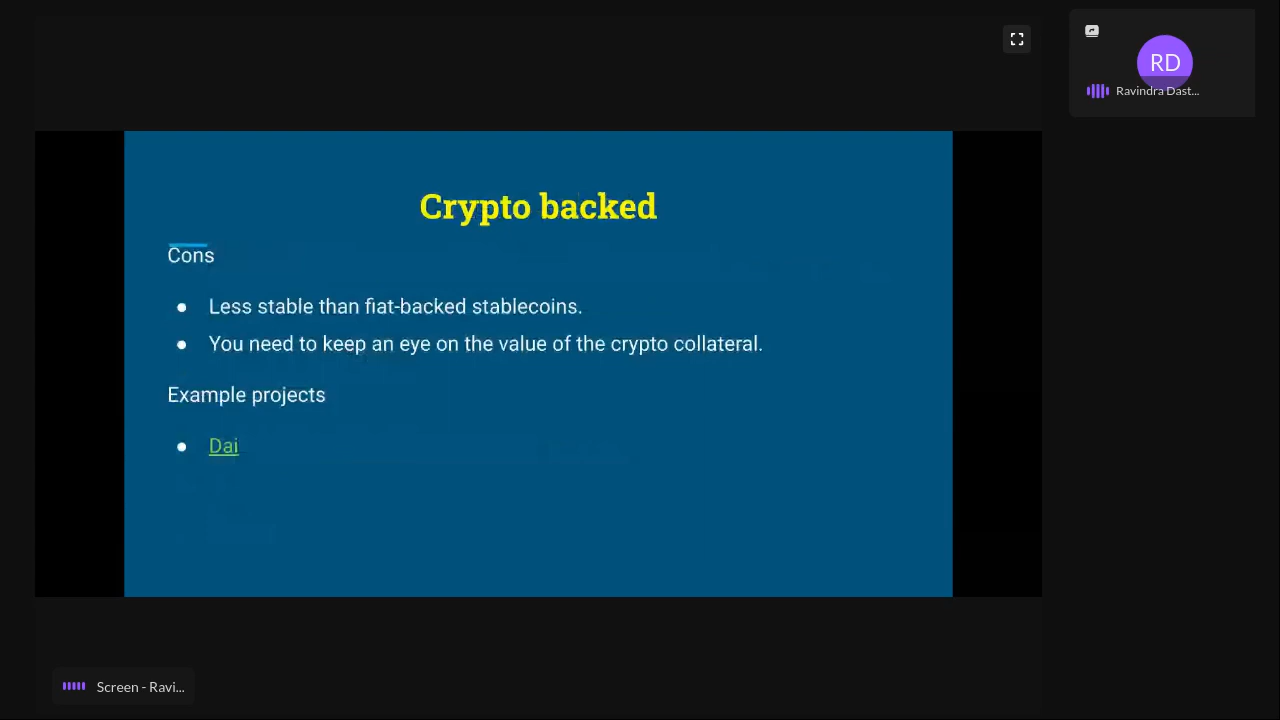 RD
Ravindra Dast...
Crypto backed
Cons
● Less stable than fiat-backed stablecoins.
● You need to keep an eye on the value of the crypto collateral.
Example projects
● Dai
Screen - Ravi...